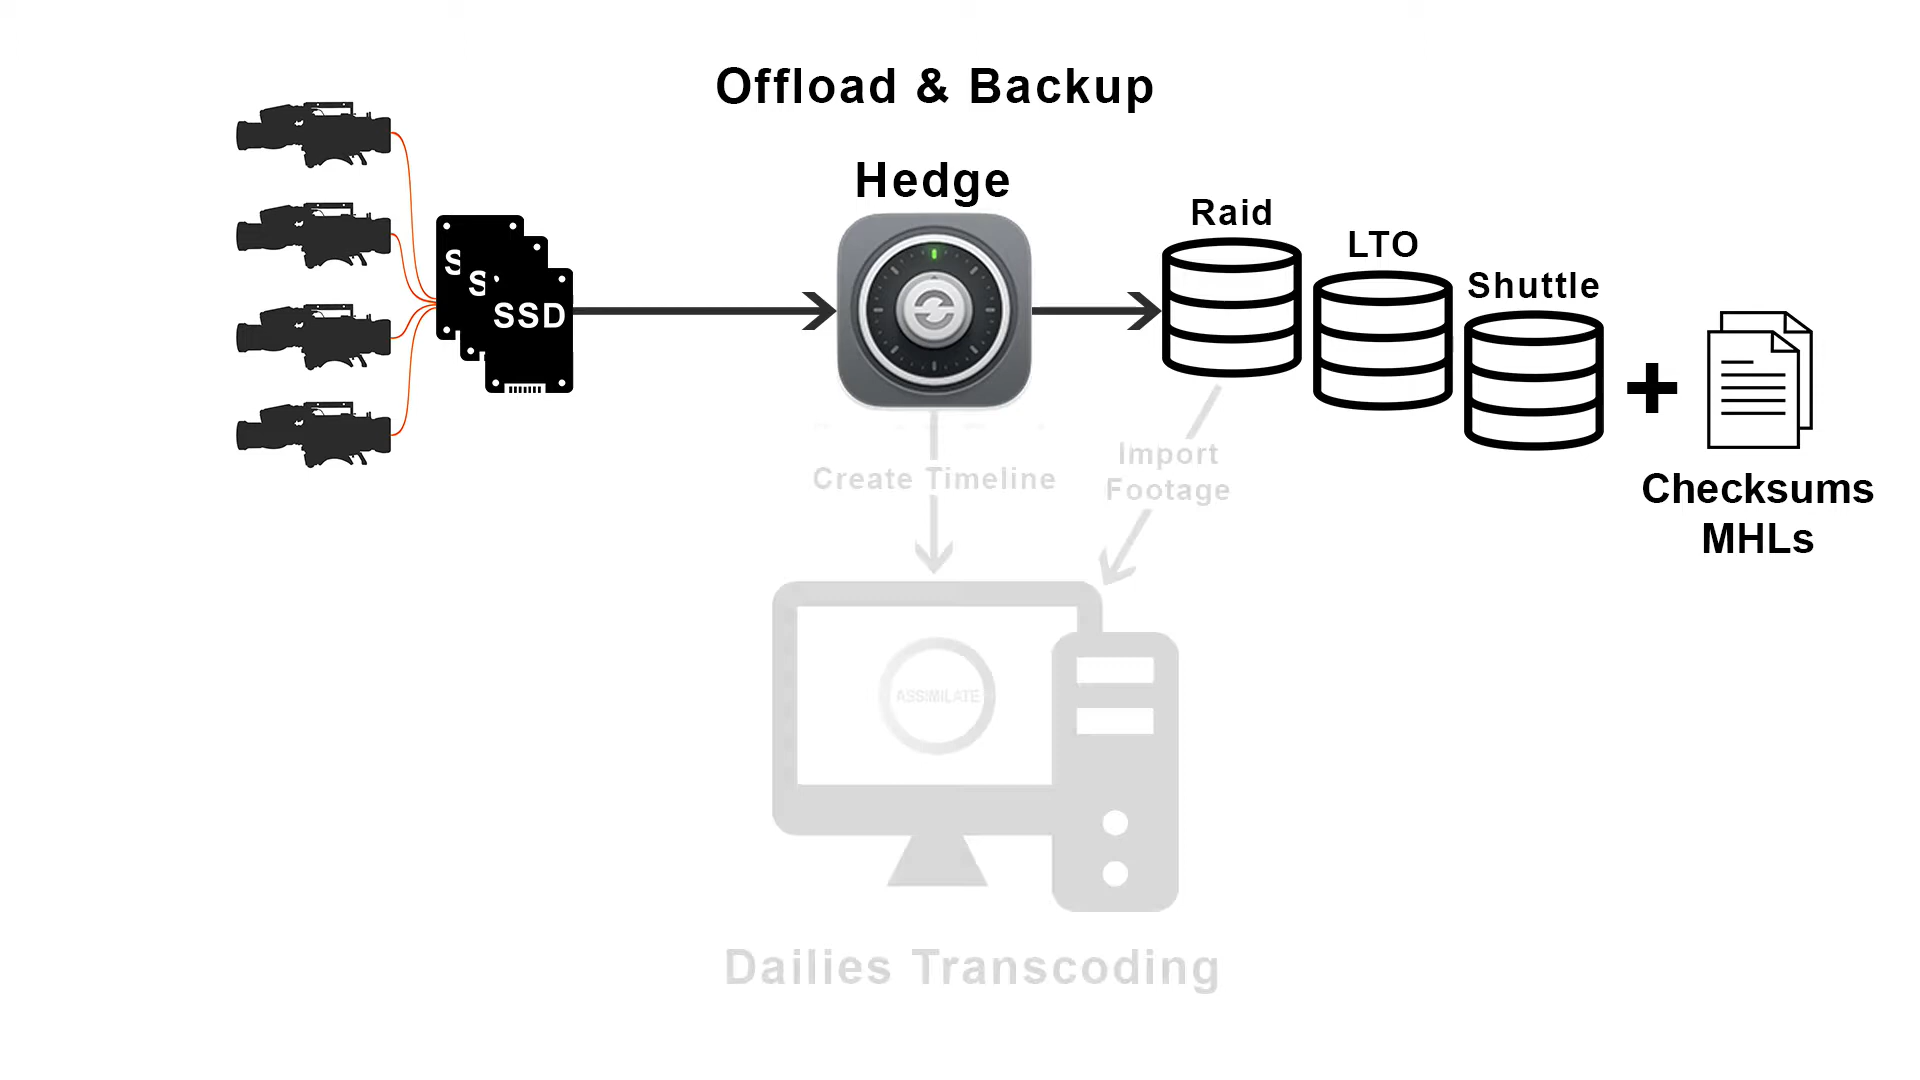 Offload & Backup
Hedge
Raid
LTO
Shuttle
S
S
SSD
Checksums
MHLs
Create Timeline
Import
Footage
ASSIMILATE
Dailies Transcoding